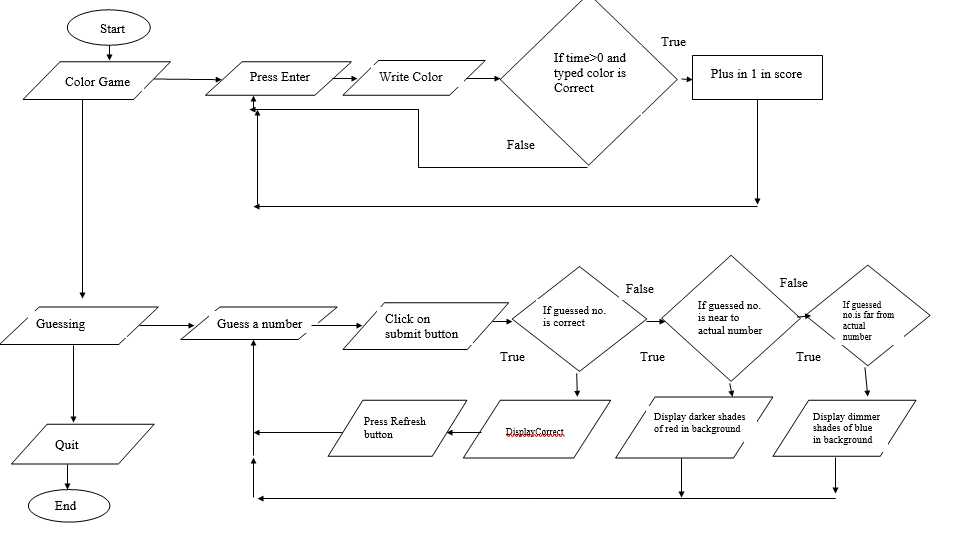 Start
Color Game
Press Enter
Write Color
If time>0 and
typed color is
Correct
True
Plus in 1 in score
False
Guessing
Guess a number
Click on
submit button
If guessed no.
is correct
False
If guessed no.
is near to
actual number
False
If guessed
no.is far from
actual
number
True
True
True
Press Refresh
button
DisplayCorrect
Display darker shades
of red in background
Display dimmer
shades of blue
in background
Quit
End